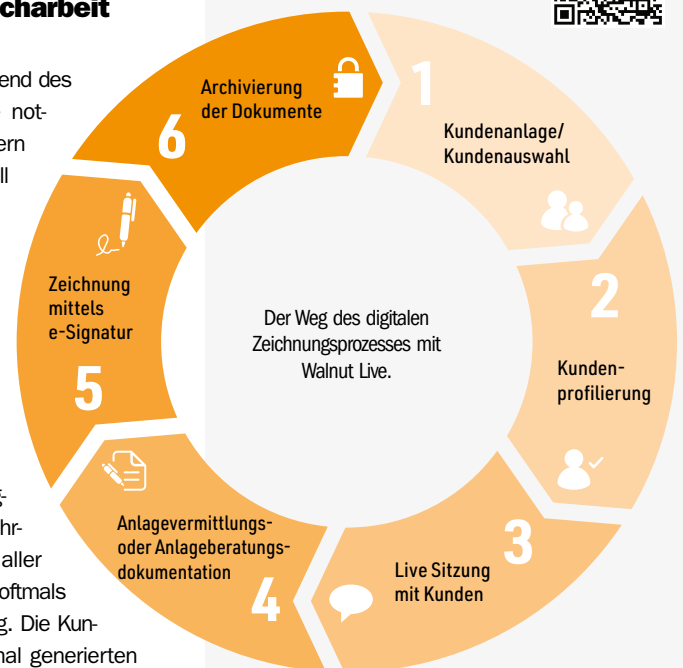 charbeit
end des
not-
ern
ll
hr-
aller
oftmals
g. Die Kun-
nal generierten
1
Kundenanlage/
Kundenauswahl
2
Kunden-
profilierung
3
Live Sitzung
mit Kunden
4
Anlagevermittlungs-
oder Anlageberatungs-
dokumentation
5
Zeichnung
mittels
e-Signatur
6
Archivierung
der Dokumente
Der Weg des digitalen
Zeichnungsprozesses mit
Walnut Live.